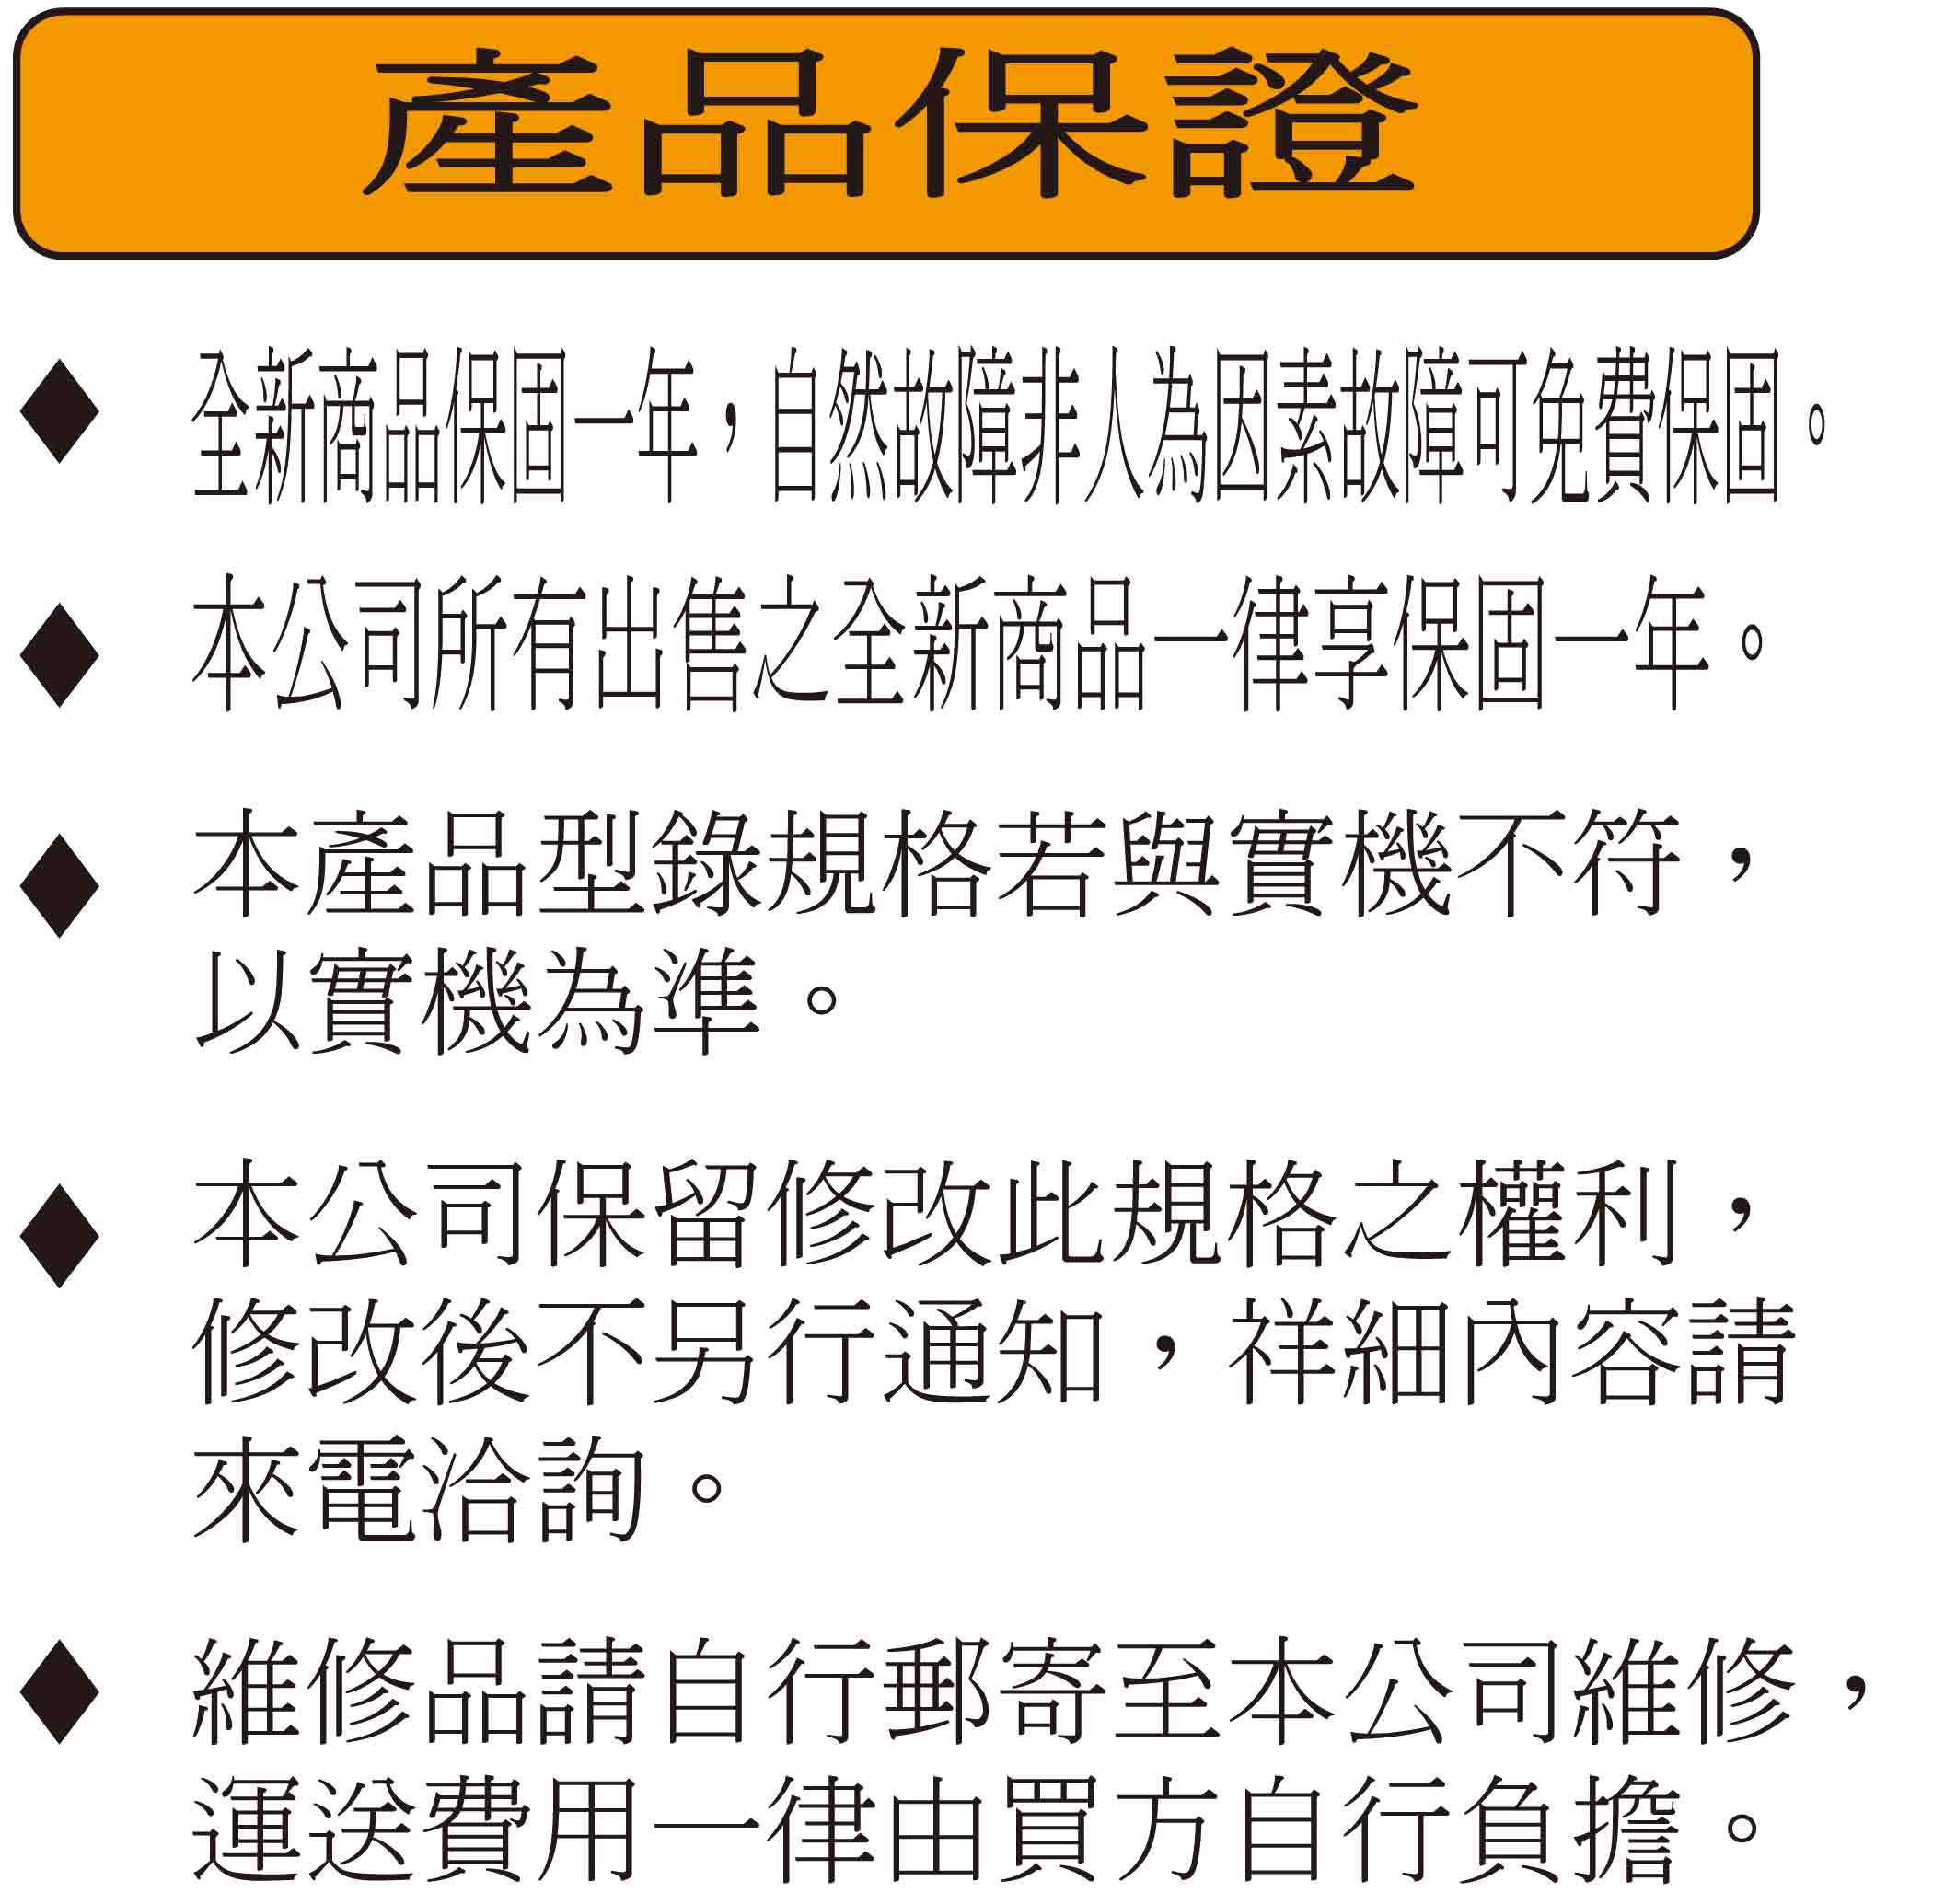 產品保證
◆ 全新商品保固一年，自然故障非人為因素故障可免費保固。
◆ 本公司所有出售之全新商品一律享保固一年。
◆ 本產品型錄規格若與實機不符，
以實機為準。
◆ 本公司保留修改此規格之權利，
修改後不另行通知，祥細內容請
來電洽詢。
◆ 維修品請自行郵寄至本公司維修，
運送費用一律由買方自行負擔。